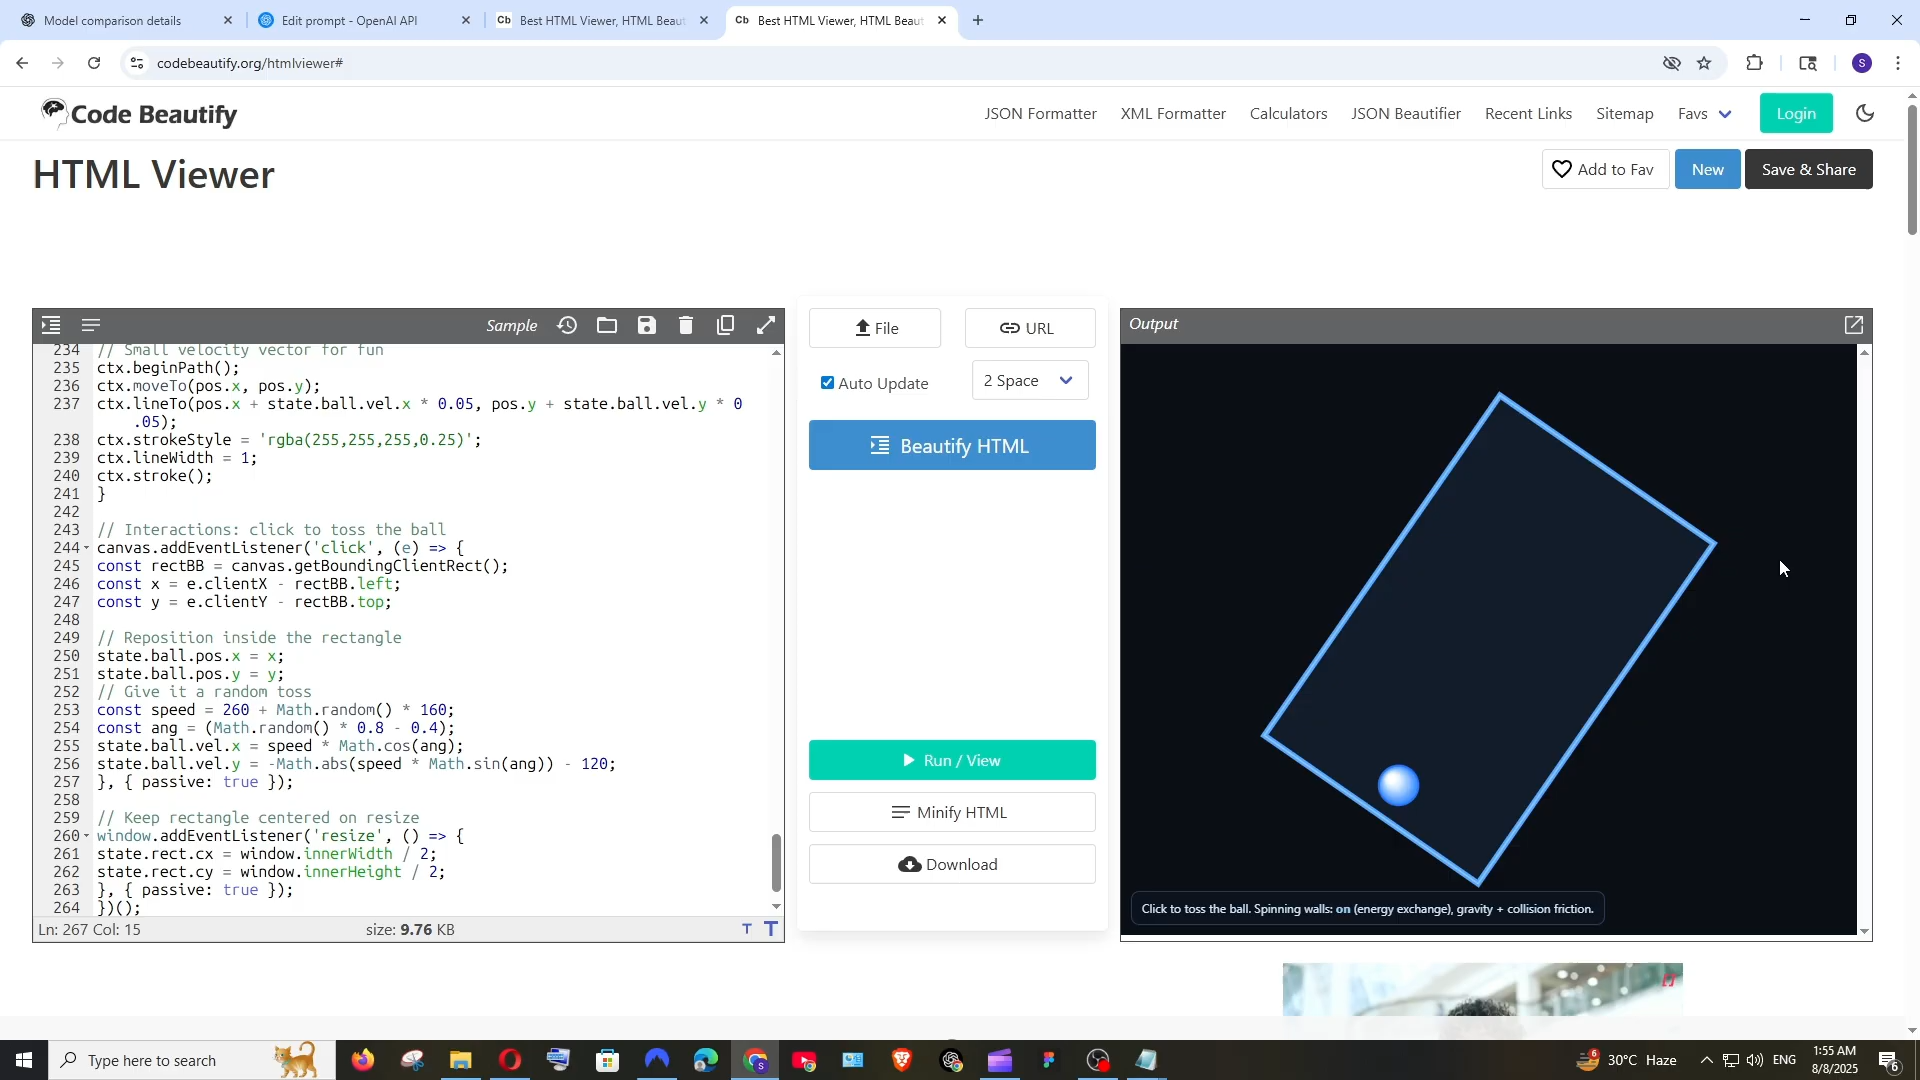 Model comparison details
Edit prompt - OpenAI API
Cb Best HTML Viewer, HTML Beaut
Cb Best HTML Viewer, HTML Beaut
codebeautify.org/htmlviewer#
S
Code Beautify
JSON Formatter
XML Formatter
Calculators
JSON Beautifier
Recent Links
Sitemap
Favs
Login
HTML Viewer
Add to Fav
New
Save & Share
Sample
File
URL
Auto Update
2 Space
Beautify HTML
Run / View
Minify HTML
Download
Output
234 // Small velocity vector for fun
235 ctx.beginPath();
236 ctx.moveTo(pos.x, pos.y);
237 ctx.lineTo(pos.x + state.ball.vel.x * 0.05, pos.y + state.ball.vel.y * 0
.05);
238 ctx.strokeStyle = 'rgba(255,255,255,0.25)';
239 ctx.lineWidth = 1;
240 ctx.stroke();
241 }
242
243 // Interactions: click to toss the ball
244 canvas.addEventListener('click', (e) => {
245 const rectBB = canvas.getBoundingClientRect();
246 const x = e.clientX - rectBB.left;
247 const y = e.clientY - rectBB.top;
248
249 // Reposition inside the rectangle
250 state.ball.pos.x = x;
251 state.ball.pos.y = y;
252 // Give it a random toss
253 const speed = 260 + Math.random() * 160;
254 const ang = (Math.random() * 0.8 - 0.4);
255 state.ball.vel.x = speed * Math.cos(ang);
256 state.ball.vel.y = -Math.abs(speed * Math.sin(ang)) - 120;
257 }, { passive: true });
258
259 // Keep rectangle centered on resize
260 window.addEventListener('resize', () => {
261 state.rect.cx = window.innerWidth / 2;
262 state.rect.cy = window.innerHeight / 2;
263 }, { passive: true });
264 })();
Ln: 267 Col: 15
size: 9.76 KB
T T
Click to toss the ball. Spinning walls: on (energy exchange), gravity + collision friction.
Type here to search
30°C Haze
ENG
1:55 AM
8/8/2025
6